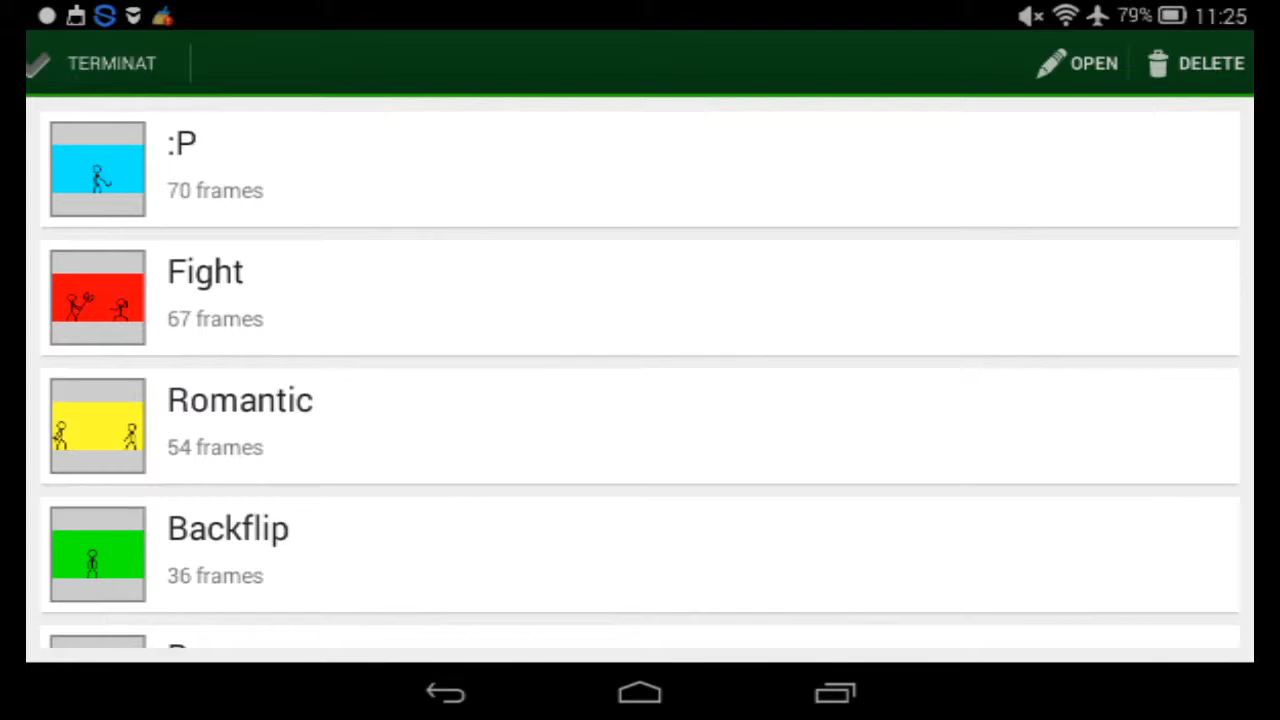 79% 11:25
TERMINAT OPEN DELETE
:P
70 frames
Fight
67 frames
Romantic
54 frames
Backflip
36 frames